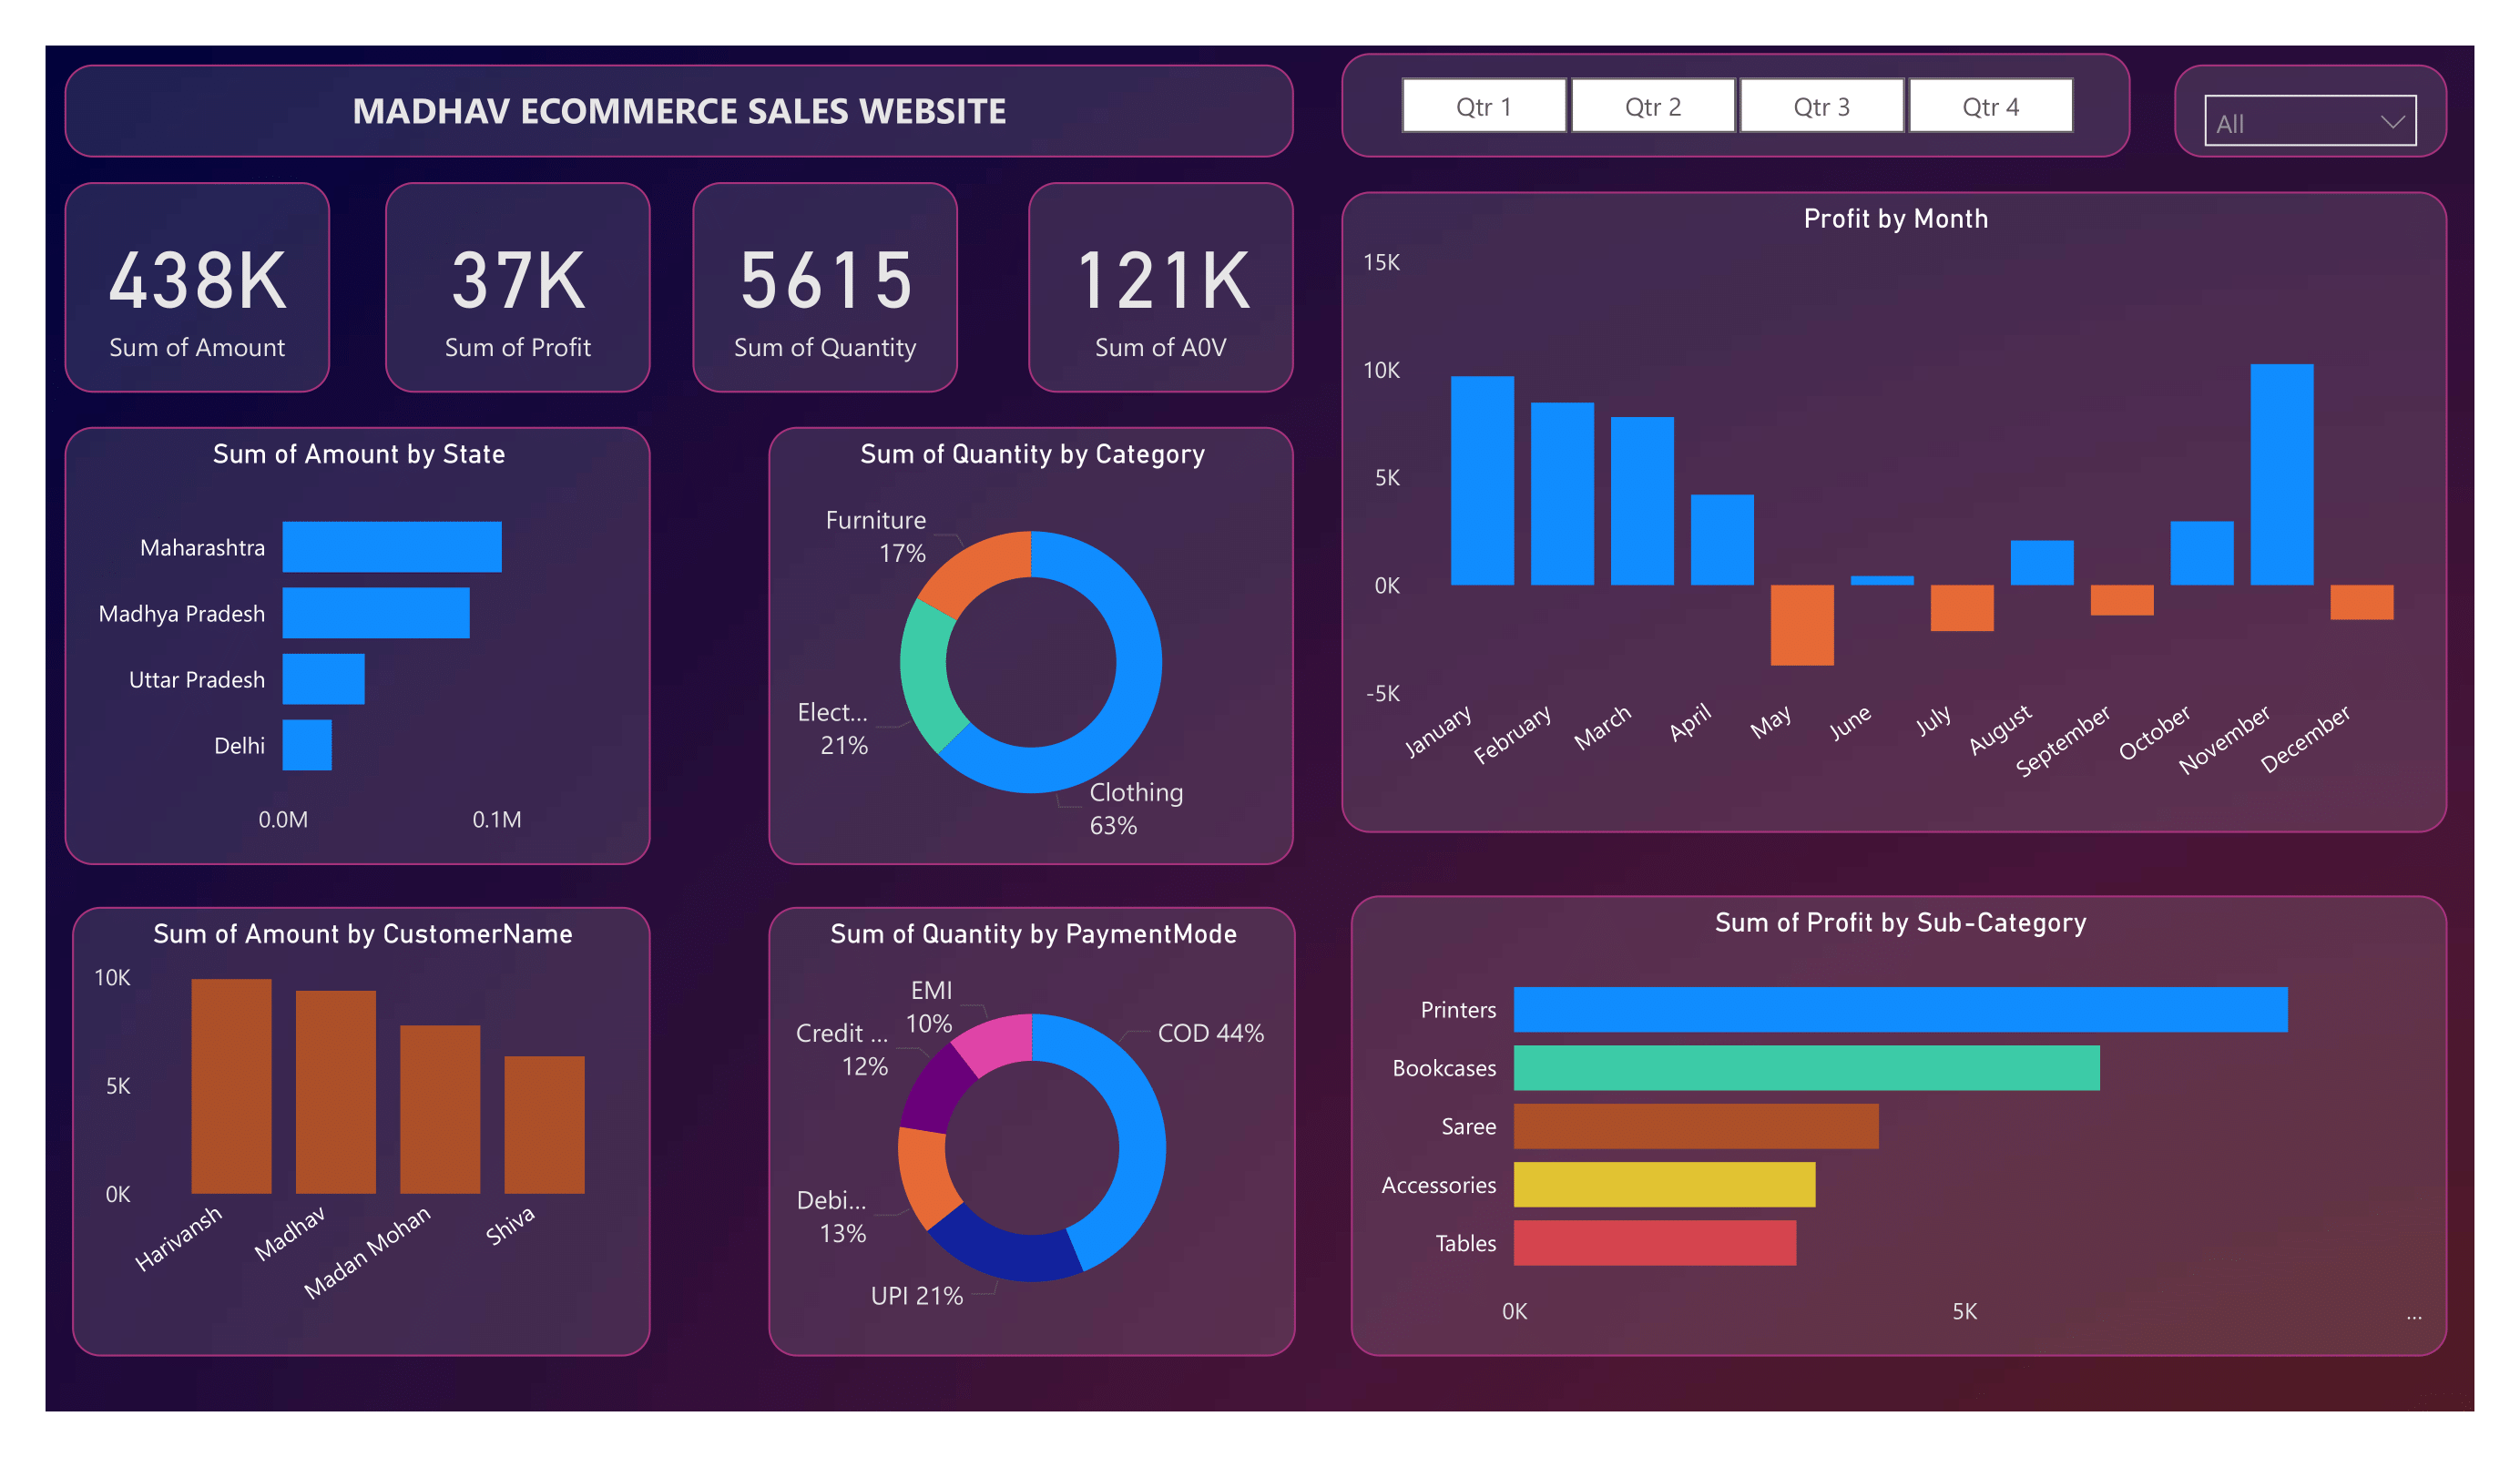 MADHAV ECOMMERCE SALES WEBSITE
Qtr 1
Qtr 2
Qtr 3
Qtr 4
All
438K
Sum of Amount
37K
Sum of Profit
5615
Sum of Quantity
121K
Sum of A0V
Profit by Month
15K
10K
5K
0K
-5K
January
February
March
April
May
June
July
August
September
October
November
December
Sum of Amount by State
Maharashtra
Madhya Pradesh
Uttar Pradesh
Delhi
0.0M
0.1M
Sum of Quantity by Category
Furniture
17%
Elect...
21%
Clothing
63%
Sum of Amount by CustomerName
10K
5K
0K
Harivansh
Madhav
Madan Mohan
Shiva
Sum of Quantity by PaymentMode
EMI
10%
Credit ...
12%
COD 44%
Debi...
13%
UPI 21%
Sum of Profit by Sub-Category
Printers
Bookcases
Saree
Accessories
Tables
0K
5K
...